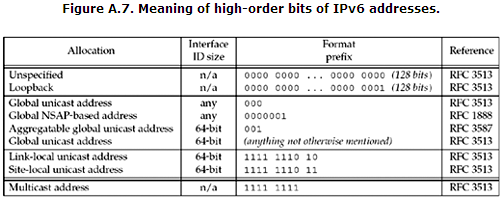 Figure A.7. Meaning of high-order bits of IPv6 addresses.
Allocation Interface ID size Format prefix Reference
Unspecified n/a 0000 0000 ... 0000 0000 (128 bits) RFC 3513
Loopback n/a 0000 0000 ... 0000 0001 (128 bits) RFC 3513
Global unicast address any 000 RFC 3513
Global NSAP-based address any 0000001 RFC 1888
Aggregatable global unicast address 64-bit 001 RFC 3587
Global unicast address 64-bit (anything not otherwise mentioned) RFC 3513
Link-local unicast address 64-bit 1111 1110 10 RFC 3513
Site-local unicast address 64-bit 1111 1110 11 RFC 3513
Multicast address n/a 1111 1111 RFC 3513